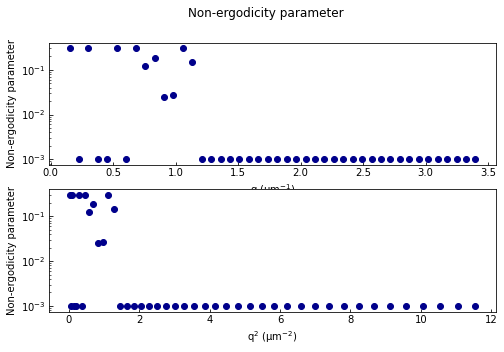 Non-ergodicity parameter
Non-ergodicity parameter
10⁻¹
10⁻²
10⁻³
0.0 0.5 1.0 1.5 2.0 2.5 3.0 3.5
q (μm⁻¹)
Non-ergodicity parameter
10⁻¹
10⁻²
10⁻³
0 2 4 6 8 10 12
q² (μm⁻²)